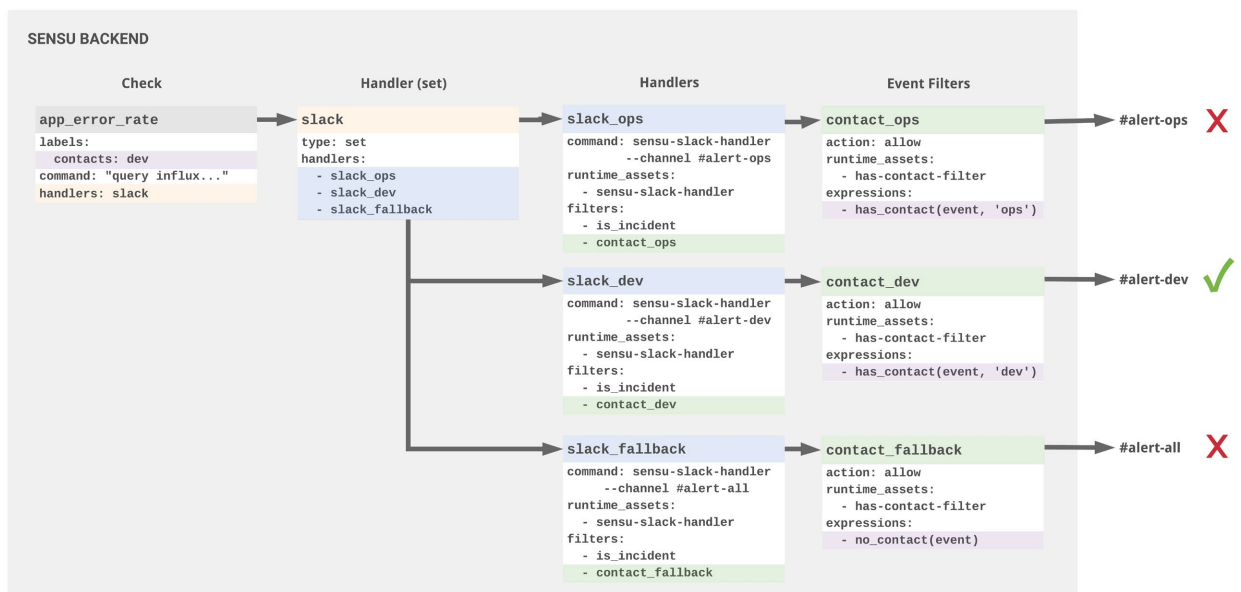 SENSU BACKEND
Check
Handler (set)
Handlers
Event Filters
app_error_rate
labels:
contacts: dev
command: "query influx..."
handlers: slack
slack
type: set
handlers:
- slack_ops
- slack_dev
- slack_fallback
slack_ops
command: sensu-slack-handler
--channel #alert-ops
runtime_assets:
- sensu-slack-handler
filters:
- is_incident
- contact_ops
contact_ops
action: allow
runtime_assets:
- has-contact-filter
expressions:
- has_contact(event, 'ops')
#alert-ops
slack_dev
command: sensu-slack-handler
--channel #alert-dev
runtime_assets:
- sensu-slack-handler
filters:
- is_incident
- contact_dev
contact_dev
action: allow
runtime_assets:
- has-contact-filter
expressions:
- has_contact(event, 'dev')
#alert-dev
slack_fallback
command: sensu-slack-handler
--channel #alert-all
runtime_assets:
- sensu-slack-handler
filters:
- is_incident
- contact_fallback
contact_fallback
action: allow
runtime_assets:
- has-contact-filter
expressions:
- no_contact(event)
#alert-all